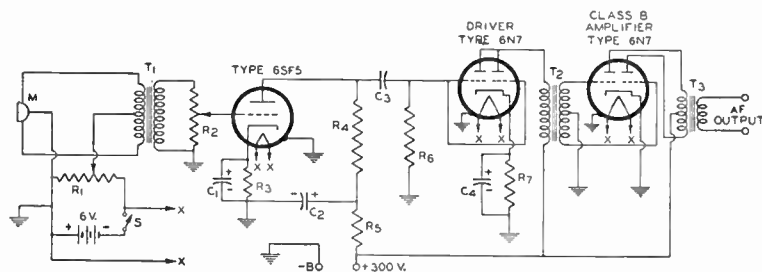 DRIVER
TYPE 6N7
CLASS B
AMPLIFIER
TYPE 6N7
TYPE 6SF5
T1
T2
T3
M
R2
C3
R4
R6
AF
OUTPUT
X X
X X
X X
R1
C1
R3
C2
C4
R7
R5
S
X
6 V.
X
-B
+300 V.